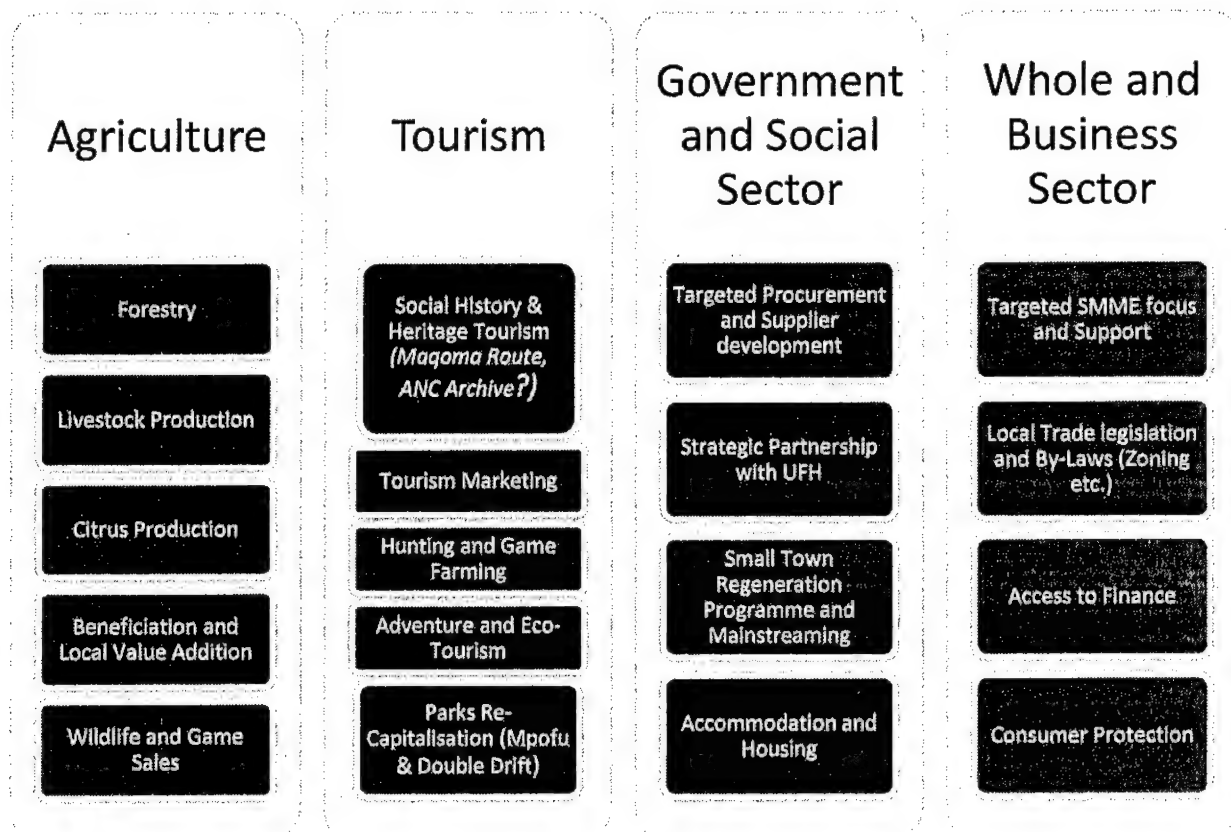 Agriculture
Forestry
Livestock Production
Citrus Production
Beneficiation and
Local Value Addition
Wildlife and Game
Sales
Tourism
Social History &
Heritage Tourism
(Maqoma Route,
ANC Archive?)
Tourism Marketing
Hunting and Game
Farming
Adventure and Eco-
Tourism
Parks Re-
Capitalisation (Mpofu
& Double Drift)
Government
and Social
Sector
Targeted Procurement
and Supplier
development
Strategic Partnership
with UFH
Small Town
Regeneration
Programme and
Mainstreaming
Accommodation and
Housing
Whole and
Business
Sector
Targeted SMME focus
and Support
Local Trade legislation
and By-Laws (Zoning
etc.)
Access to Finance
Consumer Protection